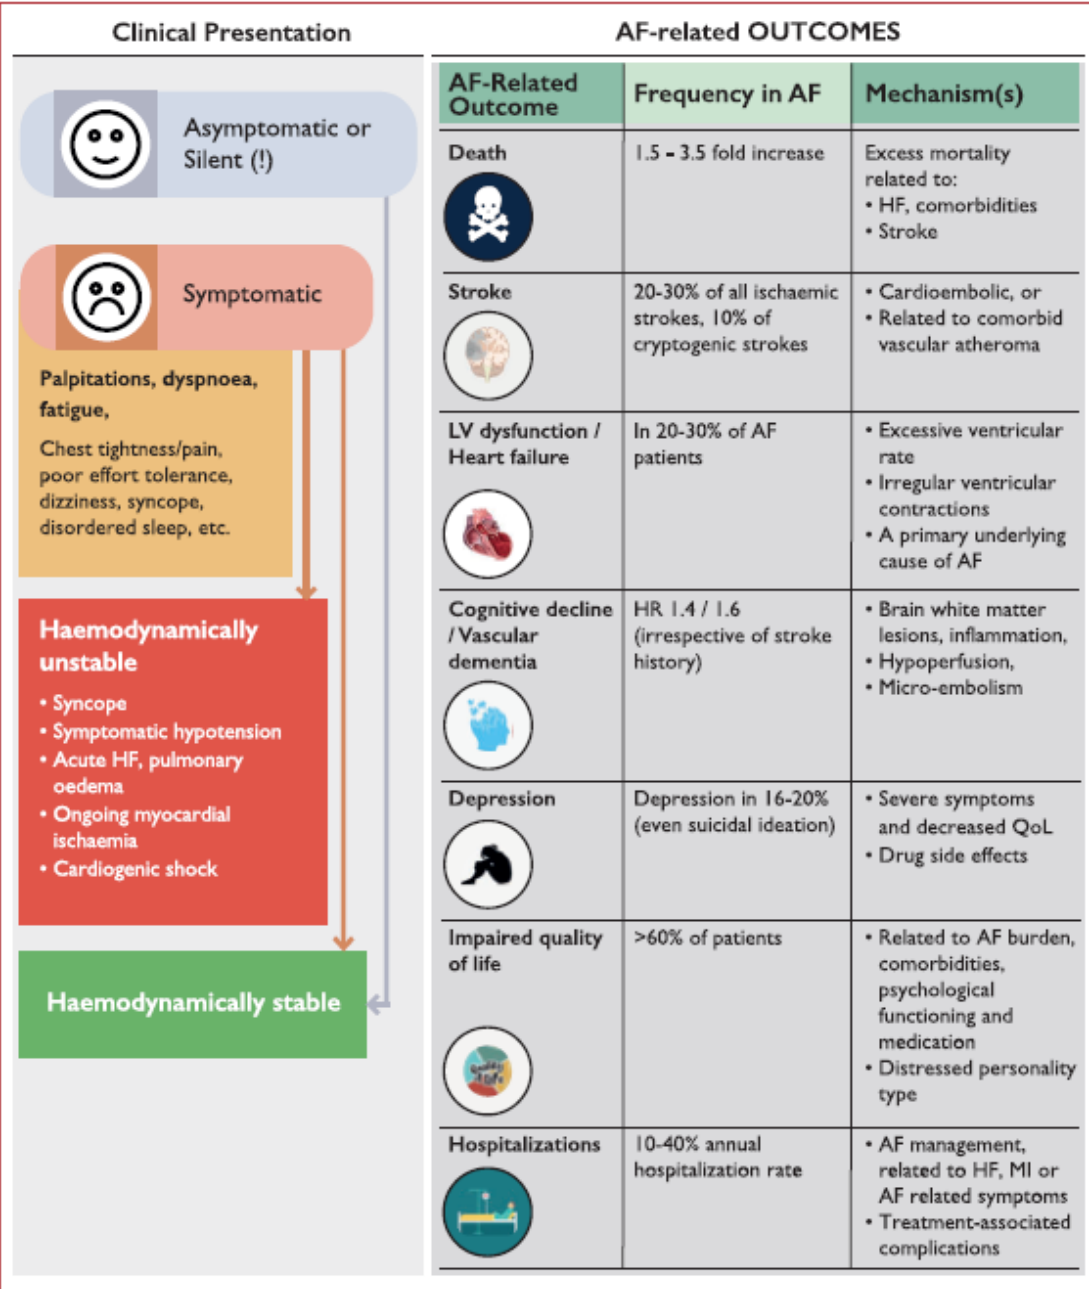 Clinical Presentation
Asymptomatic or
Silent (!)
Symptomatic
Palpitations, dyspnoea,
fatigue,
Chest tightness/pain,
poor effort tolerance,
dizziness, syncope,
disordered sleep, etc.
Haemodynamically
unstable
• Syncope
• Symptomatic hypotension
• Acute HF, pulmonary
oedema
• Ongoing myocardial
ischaemia
• Cardiogenic shock
Haemodynamically stable
AF-related OUTCOMES
AF-Related
Outcome
Frequency in AF
Mechanism(s)
Death
1.5 - 3.5 fold increase
Excess mortality
related to:
• HF, comorbidities
• Stroke
Stroke
20-30% of all ischaemic
strokes, 10% of
cryptogenic strokes
• Cardioembolic, or
• Related to comorbid
vascular atheroma
LV dysfunction /
Heart failure
In 20-30% of AF
patients
• Excessive ventricular
rate
• Irregular ventricular
contractions
• A primary underlying
cause of AF
Cognitive decline
/ Vascular
dementia
HR 1.4 / 1.6
(irrespective of stroke
history)
• Brain white matter
lesions, inflammation,
• Hypoperfusion,
• Micro-embolism
Depression
Depression in 16-20%
(even suicidal ideation)
• Severe symptoms
and decreased QoL
• Drug side effects
Impaired quality
of life
Quality
of life
>60% of patients
• Related to AF burden,
comorbidities,
psychological
functioning and
medication
• Distressed personality
type
Hospitalizations
10-40% annual
hospitalization rate
• AF management,
related to HF, MI or
AF related symptoms
• Treatment-associated
complications